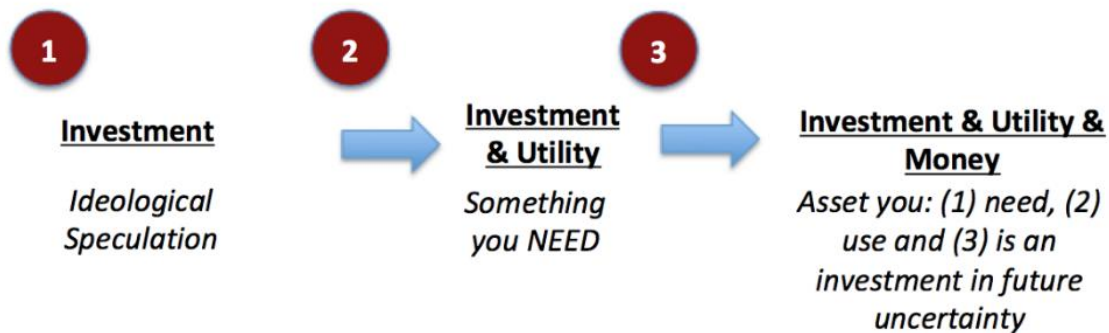 1
Investment
Ideological
Speculation
2
Investment
& Utility
Something
you NEED
3
Investment & Utility &
Money
Asset you: (1) need, (2)
use and (3) is an
investment in future
uncertainty